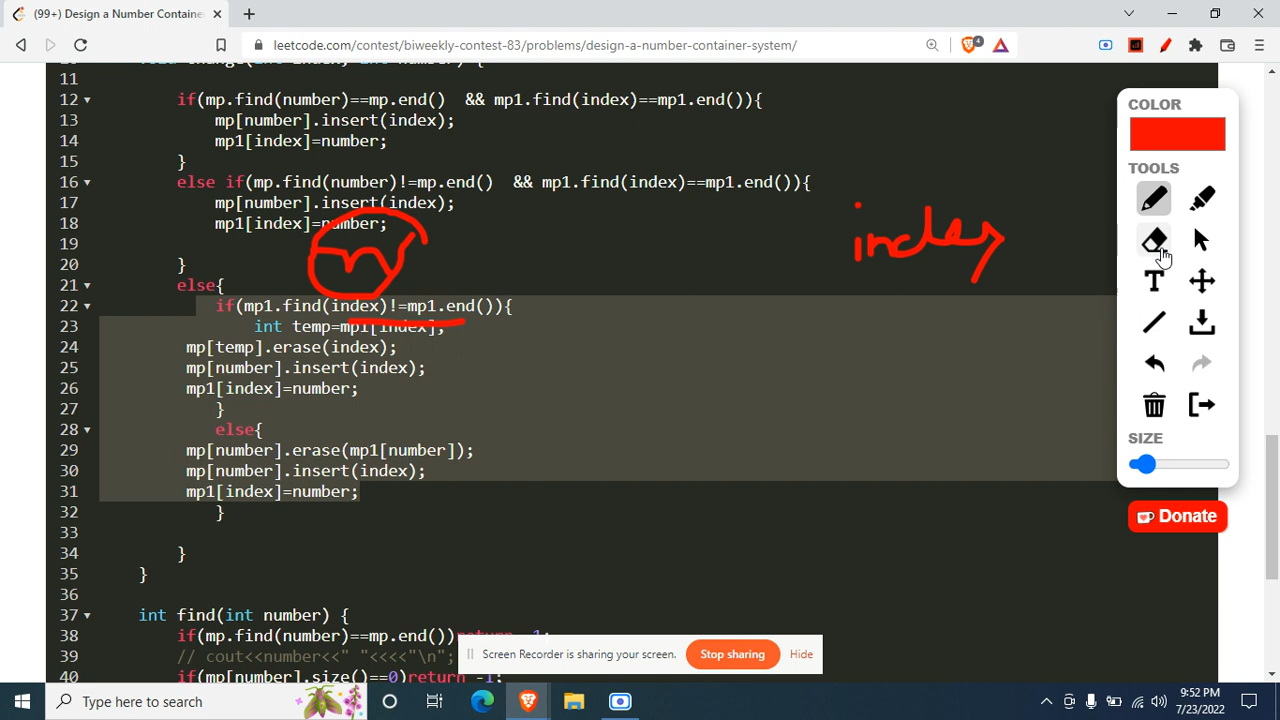 (99+) Design a Number Containe
leetcode.com/contest/biweekly-contest-83/problems/design-a-number-container-system/
4
11
12 if(mp.find(number)==mp.end() && mp1.find(index)==mp1.end()){
13 mp[number].insert(index);
14 mp1[index]=number;
15 }
16 else if(mp.find(number)!=mp.end() && mp1.find(index)==mp1.end()){
17 mp[number].insert(index);
18 mp1[index]=number;
index
19
20 }
21 else{
22 if(mp1.find(index)!=mp1.end()){
23 int temp=mp1[index];
24 mp[temp].erase(index);
25 mp[number].insert(index);
26 mp1[index]=number;
27 }
28 else{
29 mp[number].erase(mp1[number]);
30 mp[number].insert(index);
31 mp1[index]=number;
32 }
33
34 }
35 }
36
37 int find(int number) {
38 if(mp.find(number)==mp.end())return -1;
39 // cout<<number<<" "<<<<"\n";
40 if(mp[number].size()==0)return -1;
COLOR
TOOLS
T
SIZE
Donate
Screen Recorder is sharing your screen. Stop sharing Hide
Type here to search
9:52 PM
7/23/2022